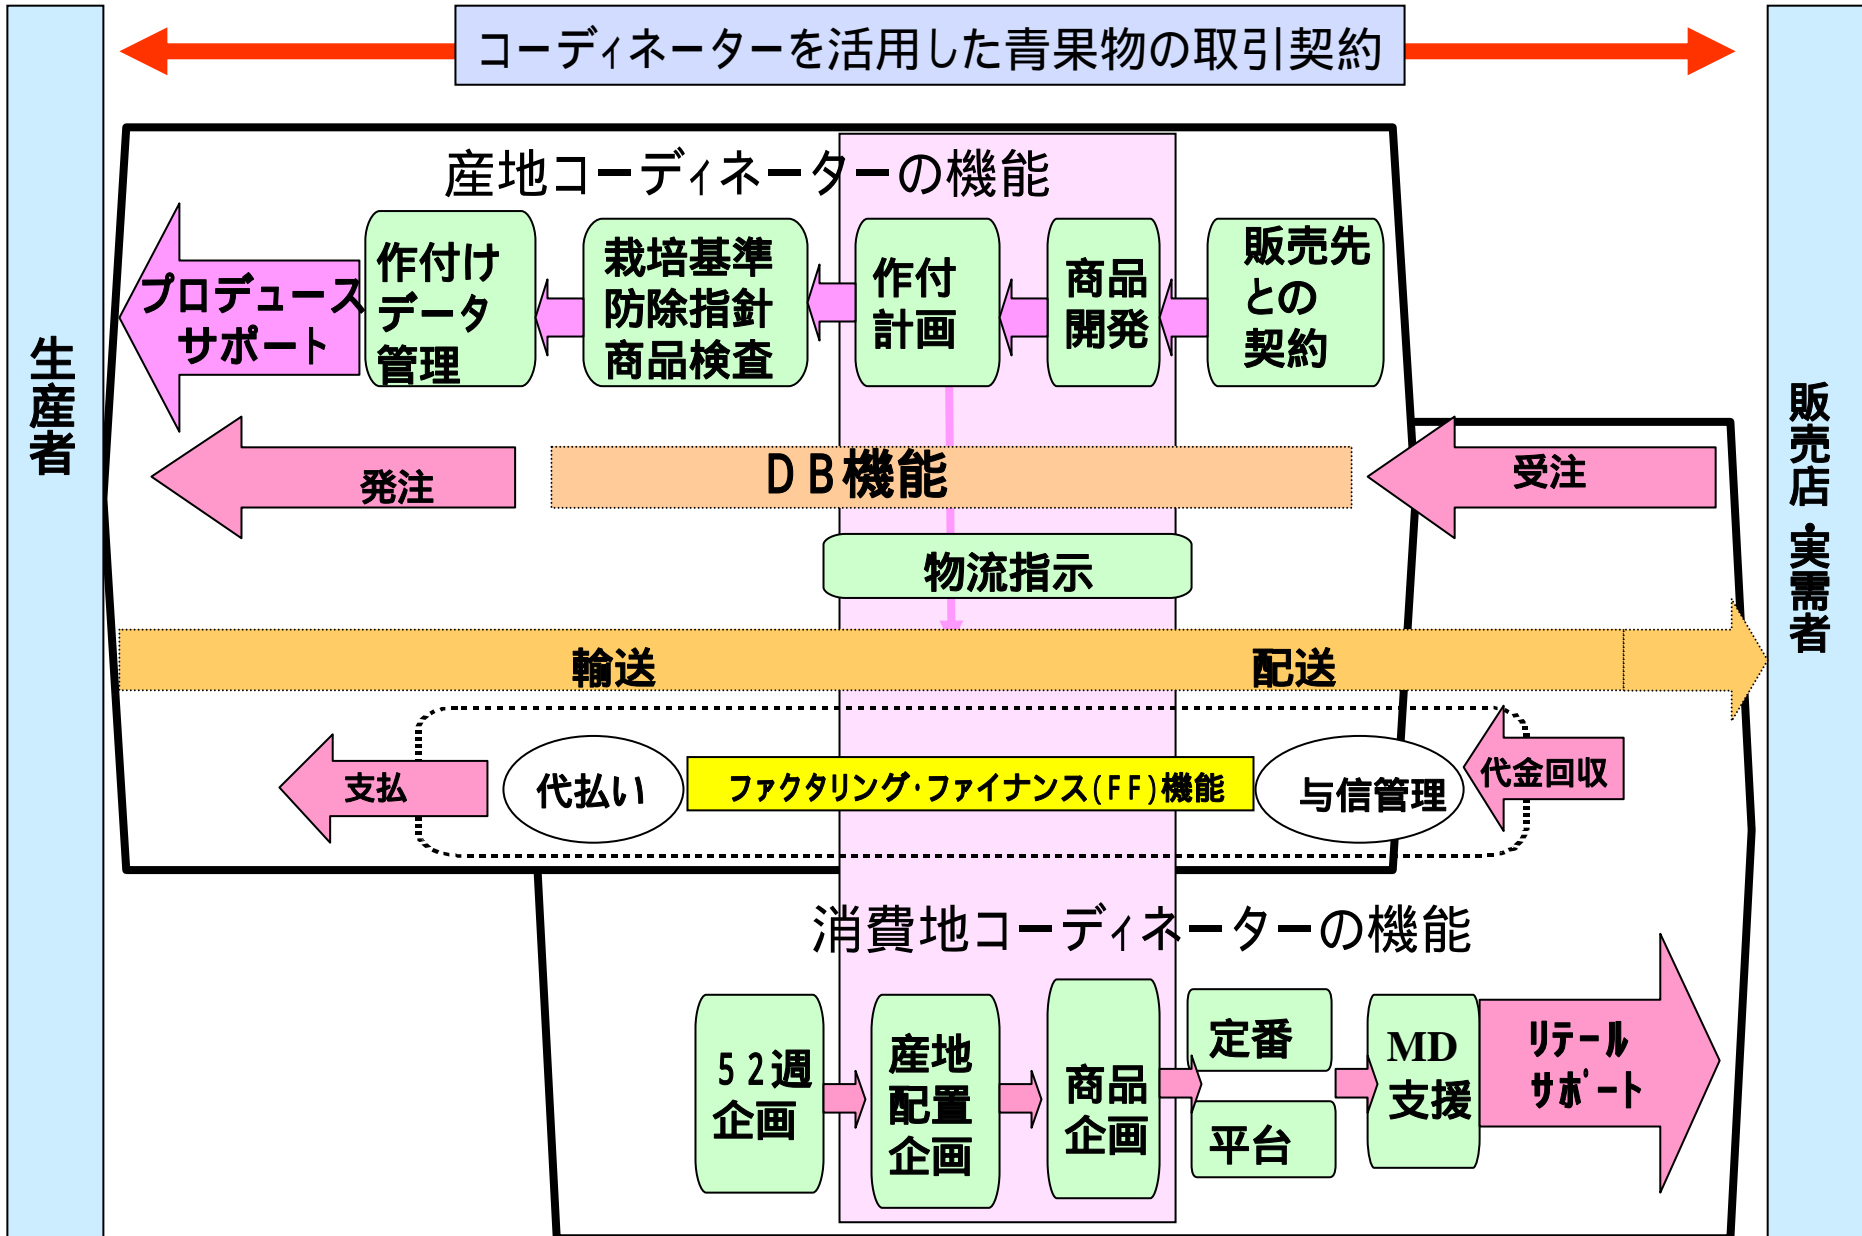 コーディネーターを活用した青果物の取引契約
生産者
販売店・実需者
産地コーディネーターの機能
プロデュース
サポート
作付け
データ
管理
栽培基準
防除指針
商品検査
作付
計画
商品
開発
販売先
との
契約
発注
DB機能
受注
物流指示
輸送
配送
支払
代払い
ファクタリング・ファイナンス(FF)機能
与信管理
代金回収
消費地コーディネーターの機能
52週
企画
産地
配置
企画
商品
企画
定番
平台
MD
支援
リテール
サポート